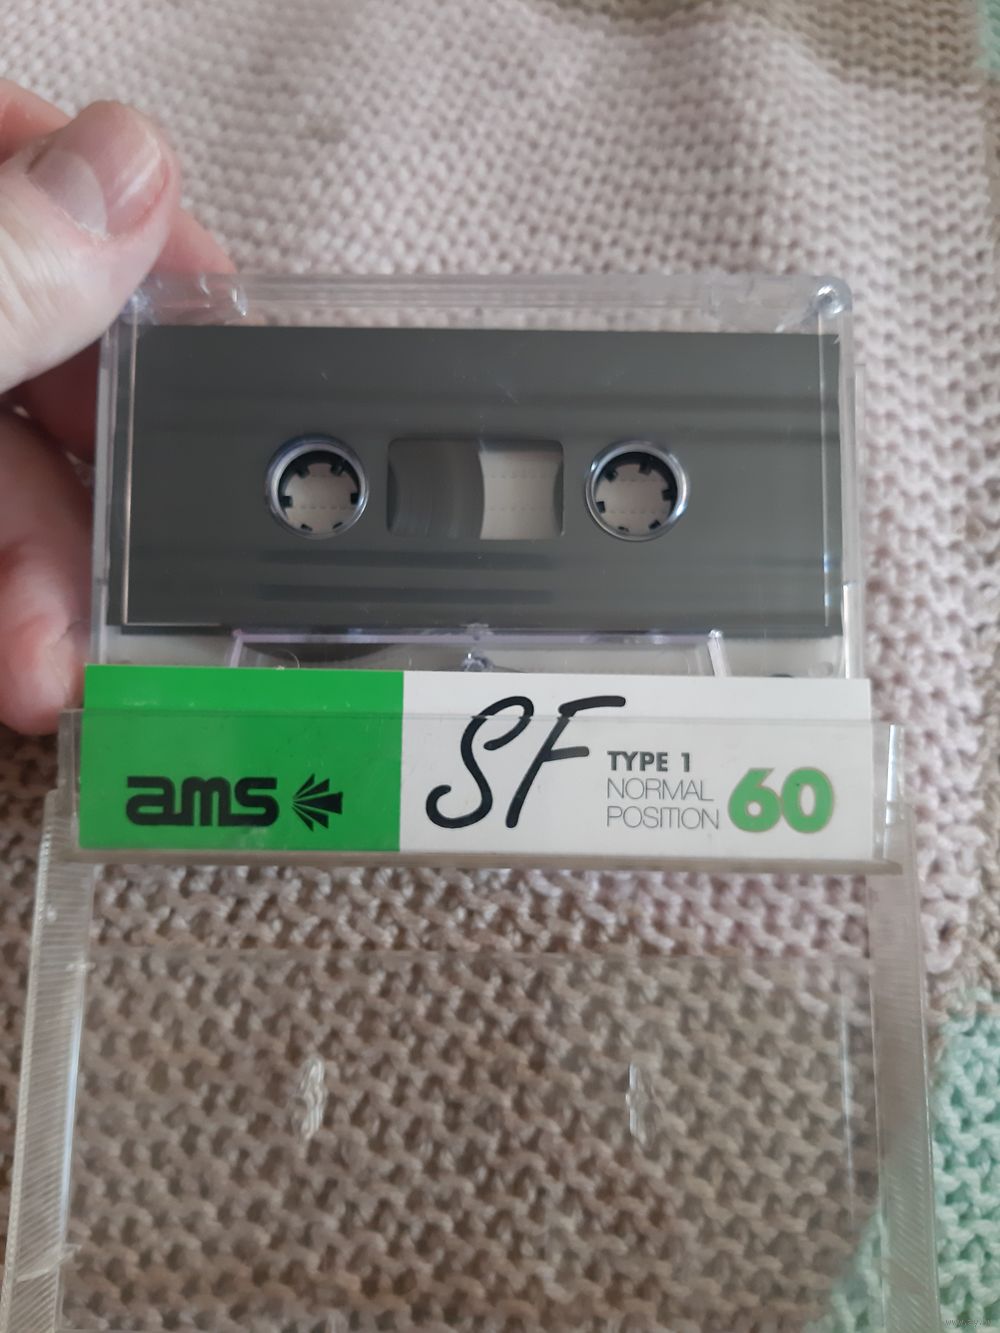 ams
SF
TYPE 1
NORMAL
POSITION
60